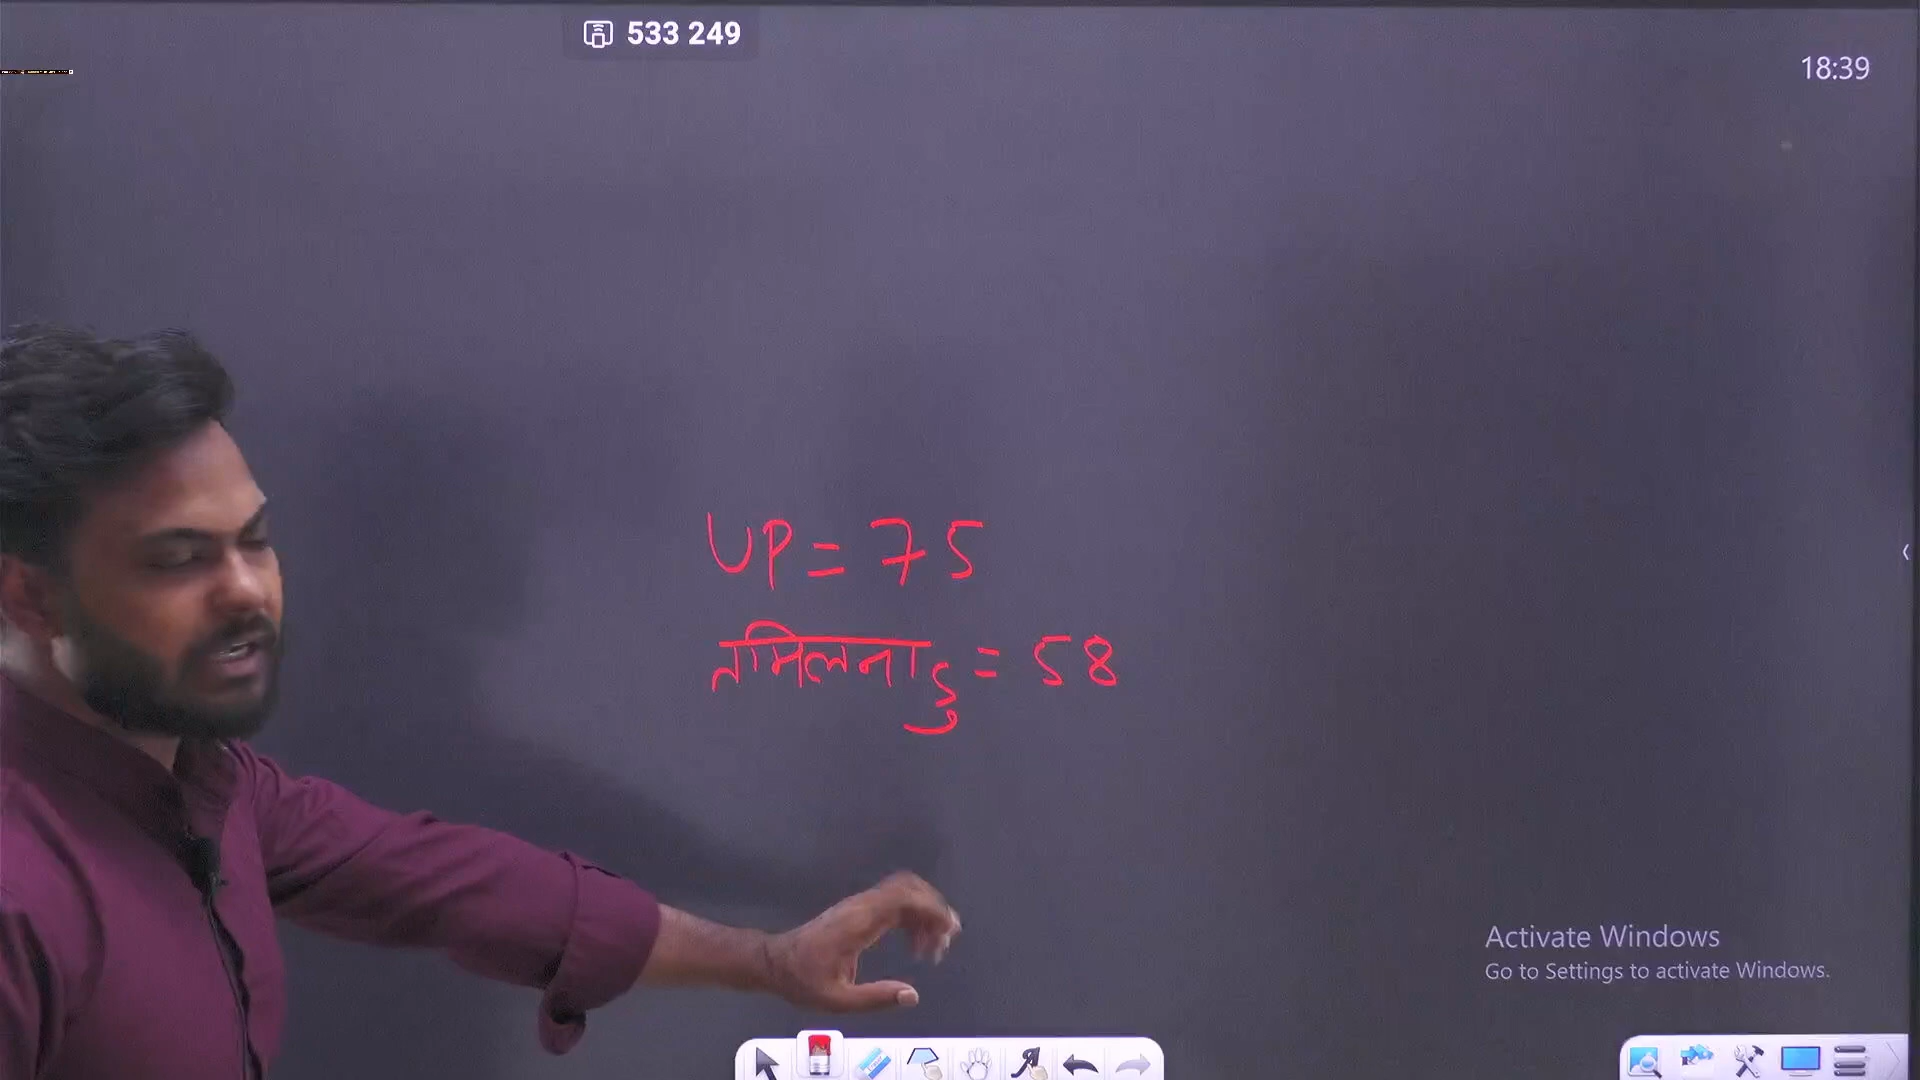 533 249
18:39
UP = 75
तमिलनाडु = 58
Activate Windows
Go to Settings to activate Windows.